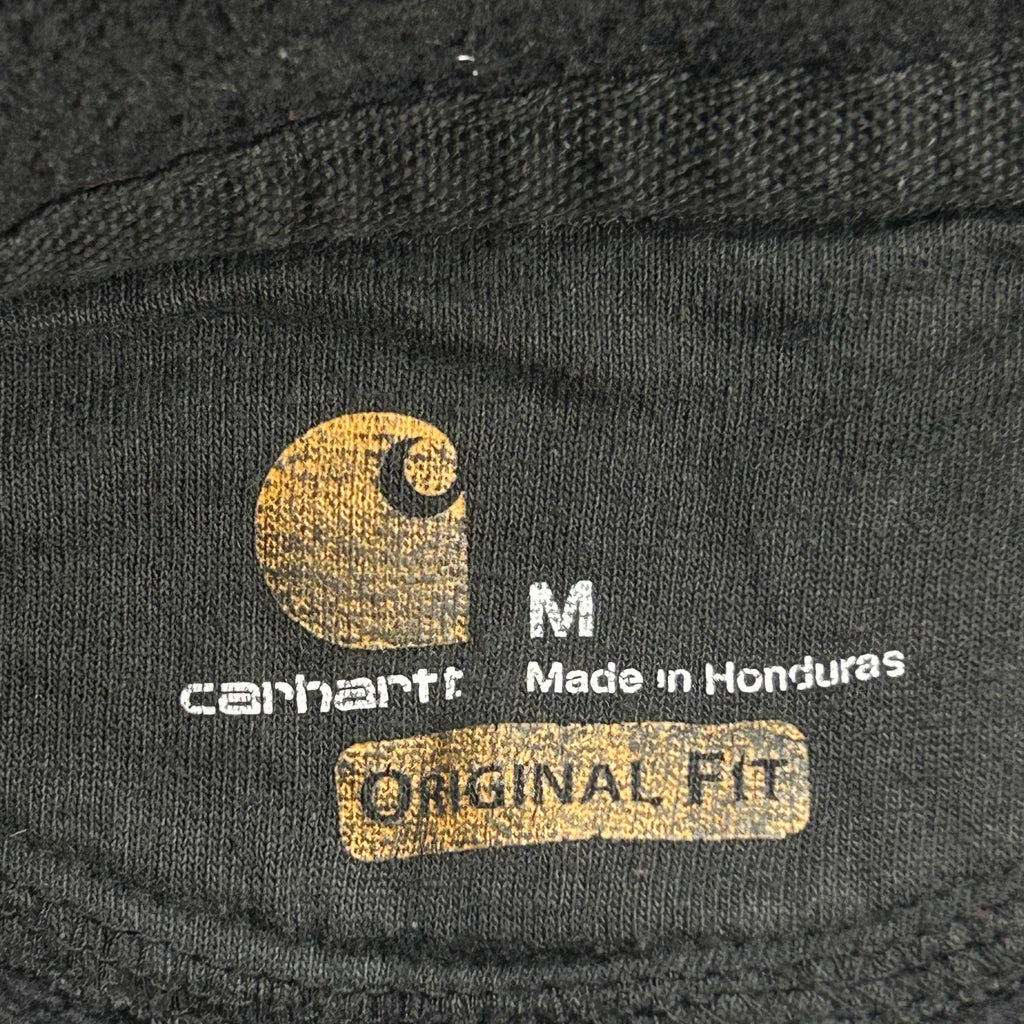 carhartt
M
Made in Honduras
ORIGINAL FIT